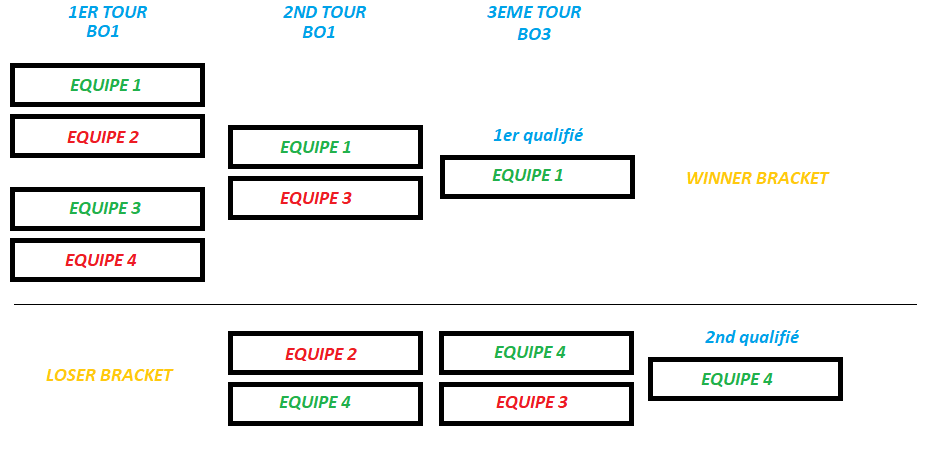 1ER TOUR
BO1
2ND TOUR
BO1
3EME TOUR
BO3
EQUIPE 1
EQUIPE 2
EQUIPE 3
EQUIPE 4
EQUIPE 1
EQUIPE 3
1er qualifié
EQUIPE 1
WINNER BRACKET
LOSER BRACKET
EQUIPE 2
EQUIPE 4
EQUIPE 4
EQUIPE 3
2nd qualifié
EQUIPE 4